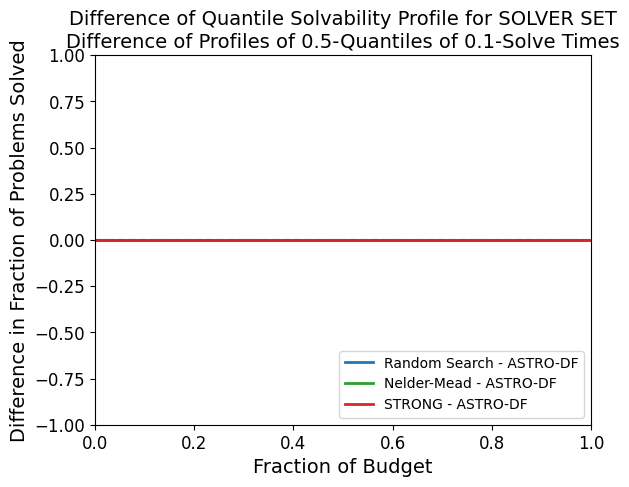 Difference of Quantile Solvability Profile for SOLVER SET
Difference of Profiles of 0.5-Quantiles of 0.1-Solve Times
Difference in Fraction of Problems Solved
1.00
0.75
0.50
0.25
0.00
−0.25
−0.50
−0.75
−1.00
Random Search - ASTRO-DF
Nelder-Mead - ASTRO-DF
STRONG - ASTRO-DF
0.0 0.2 0.4 0.6 0.8 1.0
Fraction of Budget